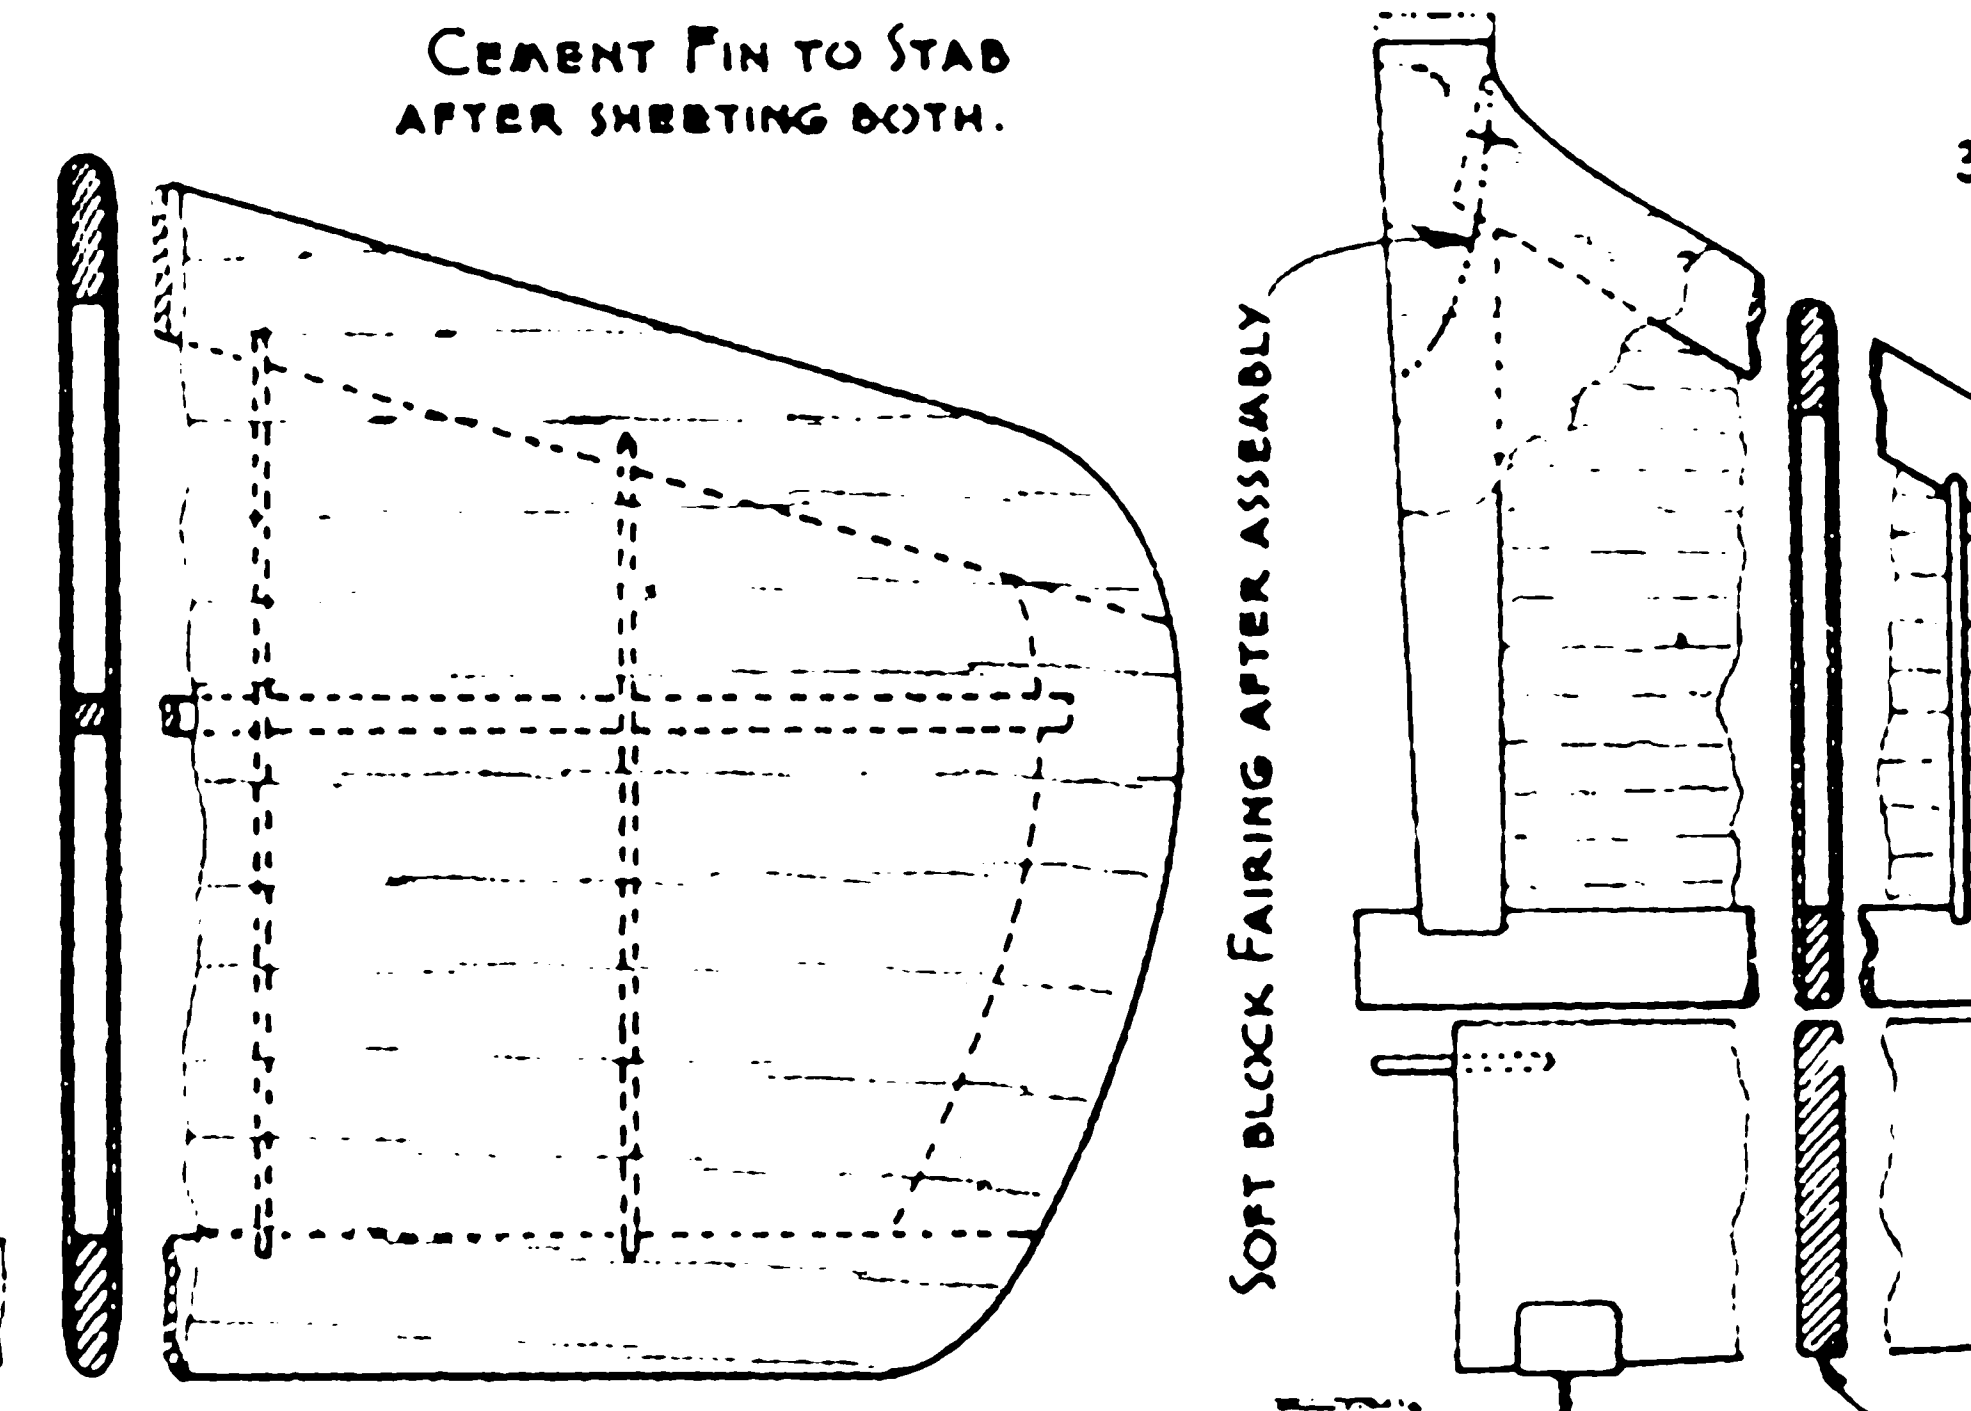 CEMENT FIN TO STAB
AFTER SHEETING BOTH.
SOFT BLOCK FAIRING AFTER ASSEMBLY